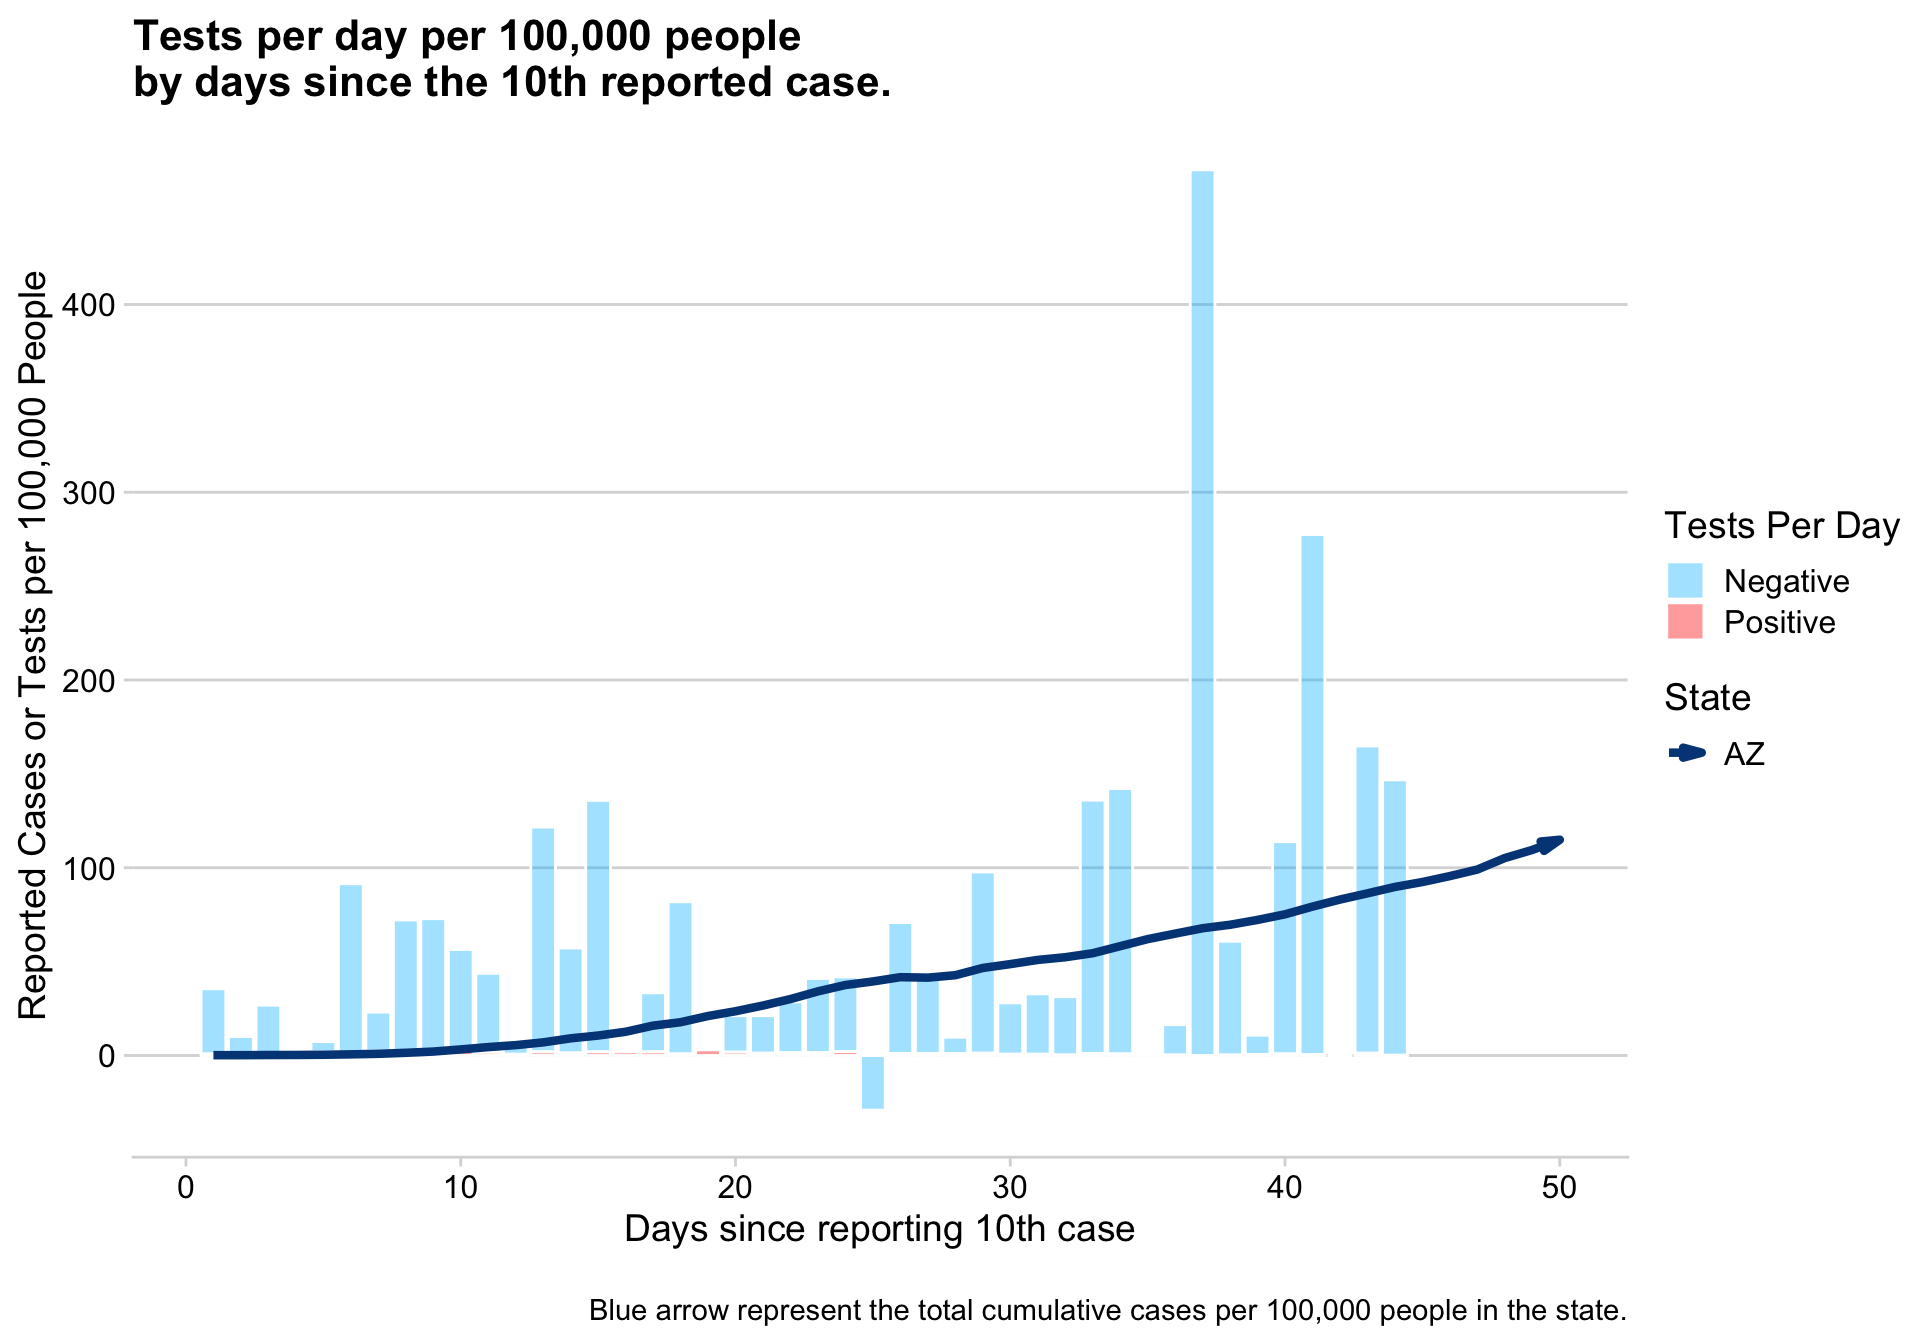 Tests per day per 100,000 people
by days since the 10th reported case.
Reported Cases or Tests per 100,000 People
400
300
200
100
0
0
10
20
30
40
50
Days since reporting 10th case
Tests Per Day
Negative
Positive
State
AZ
Blue arrow represent the total cumulative cases per 100,000 people in the state.